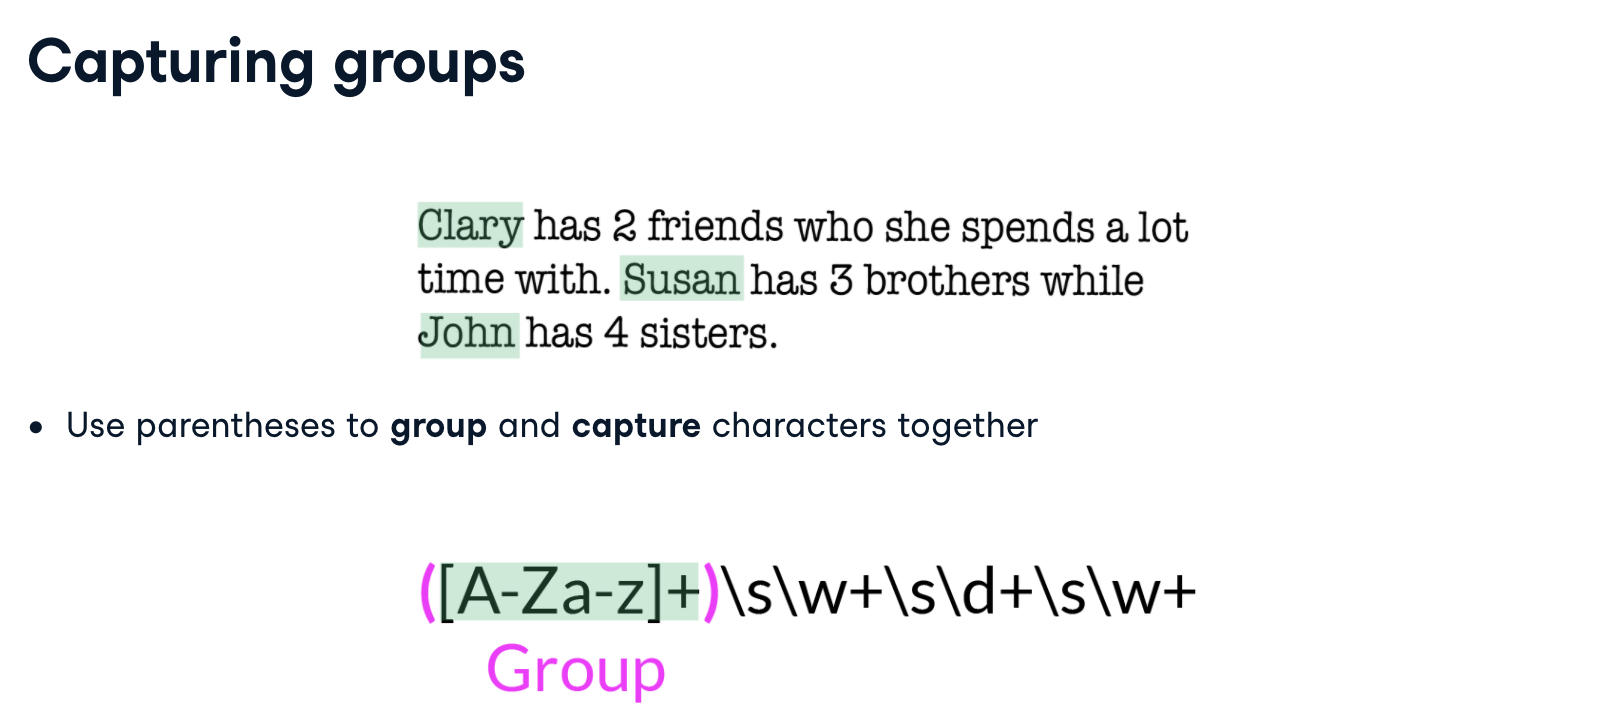 Capturing groups
Clary has 2 friends who she spends a lot
time with. Susan has 3 brothers while
John has 4 sisters.
• Use parentheses to group and capture characters together
([A-Za-z]+)\s\w+\s\d+\s\w+
Group